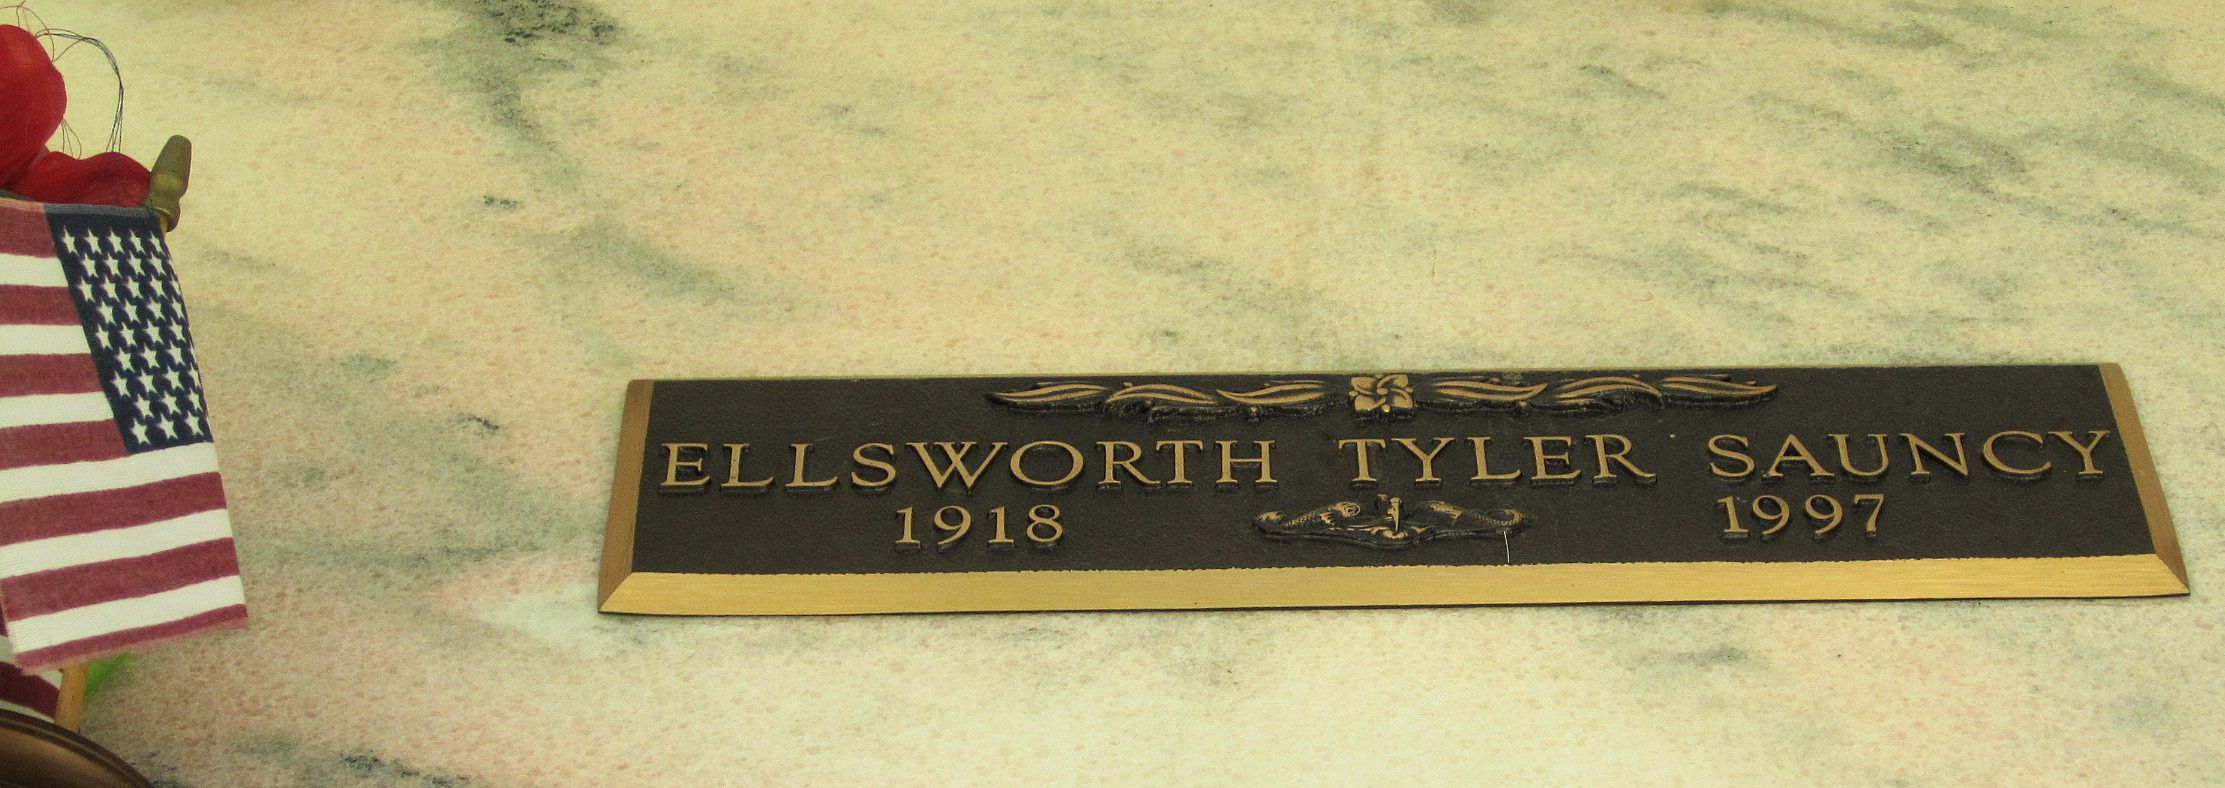 ELLSWORTH TYLER SAUNCY
1918 1997